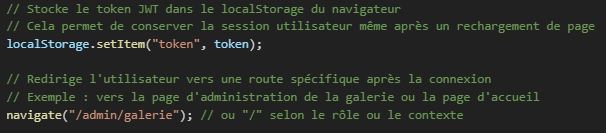 // Stocke le token JWT dans le localStorage du navigateur
// Cela permet de conserver la session utilisateur même après un rechargement de page
localStorage.setItem("token", token);
// Redirige l'utilisateur vers une route spécifique après la connexion
// Exemple : vers la page d'administration de la galerie ou la page d'accueil
navigate("/admin/galerie"); // ou "/" selon le rôle ou le contexte